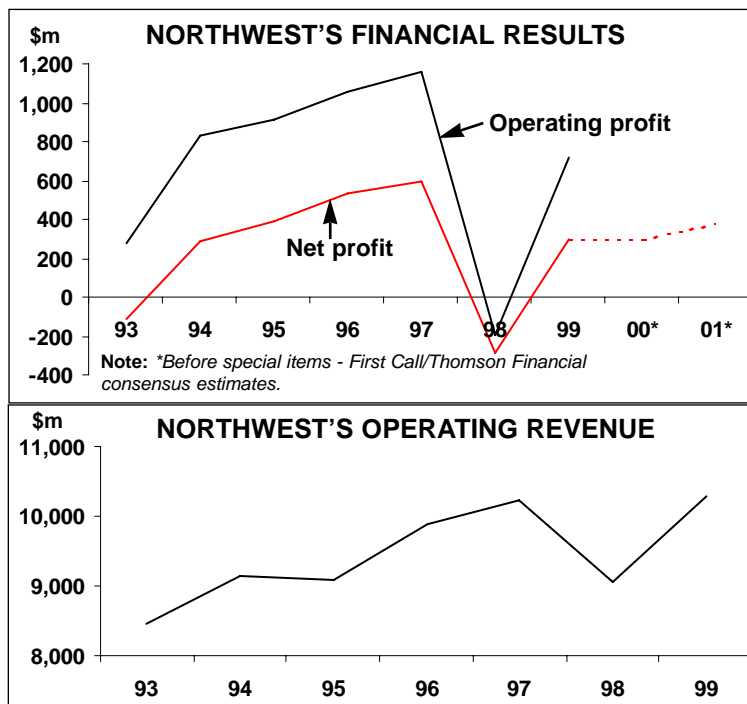 $m
NORTHWEST'S FINANCIAL RESULTS
1,200
1,000
800
600
400
200
0
-200
-400
Operating profit
Net profit
93 94 95 96 97 98 99 00* 01*
Note: *Before special items - First Call/Thomson Financial
consensus estimates.
$m
NORTHWEST'S OPERATING REVENUE
11,000
10,000
9,000
8,000
93 94 95 96 97 98 99